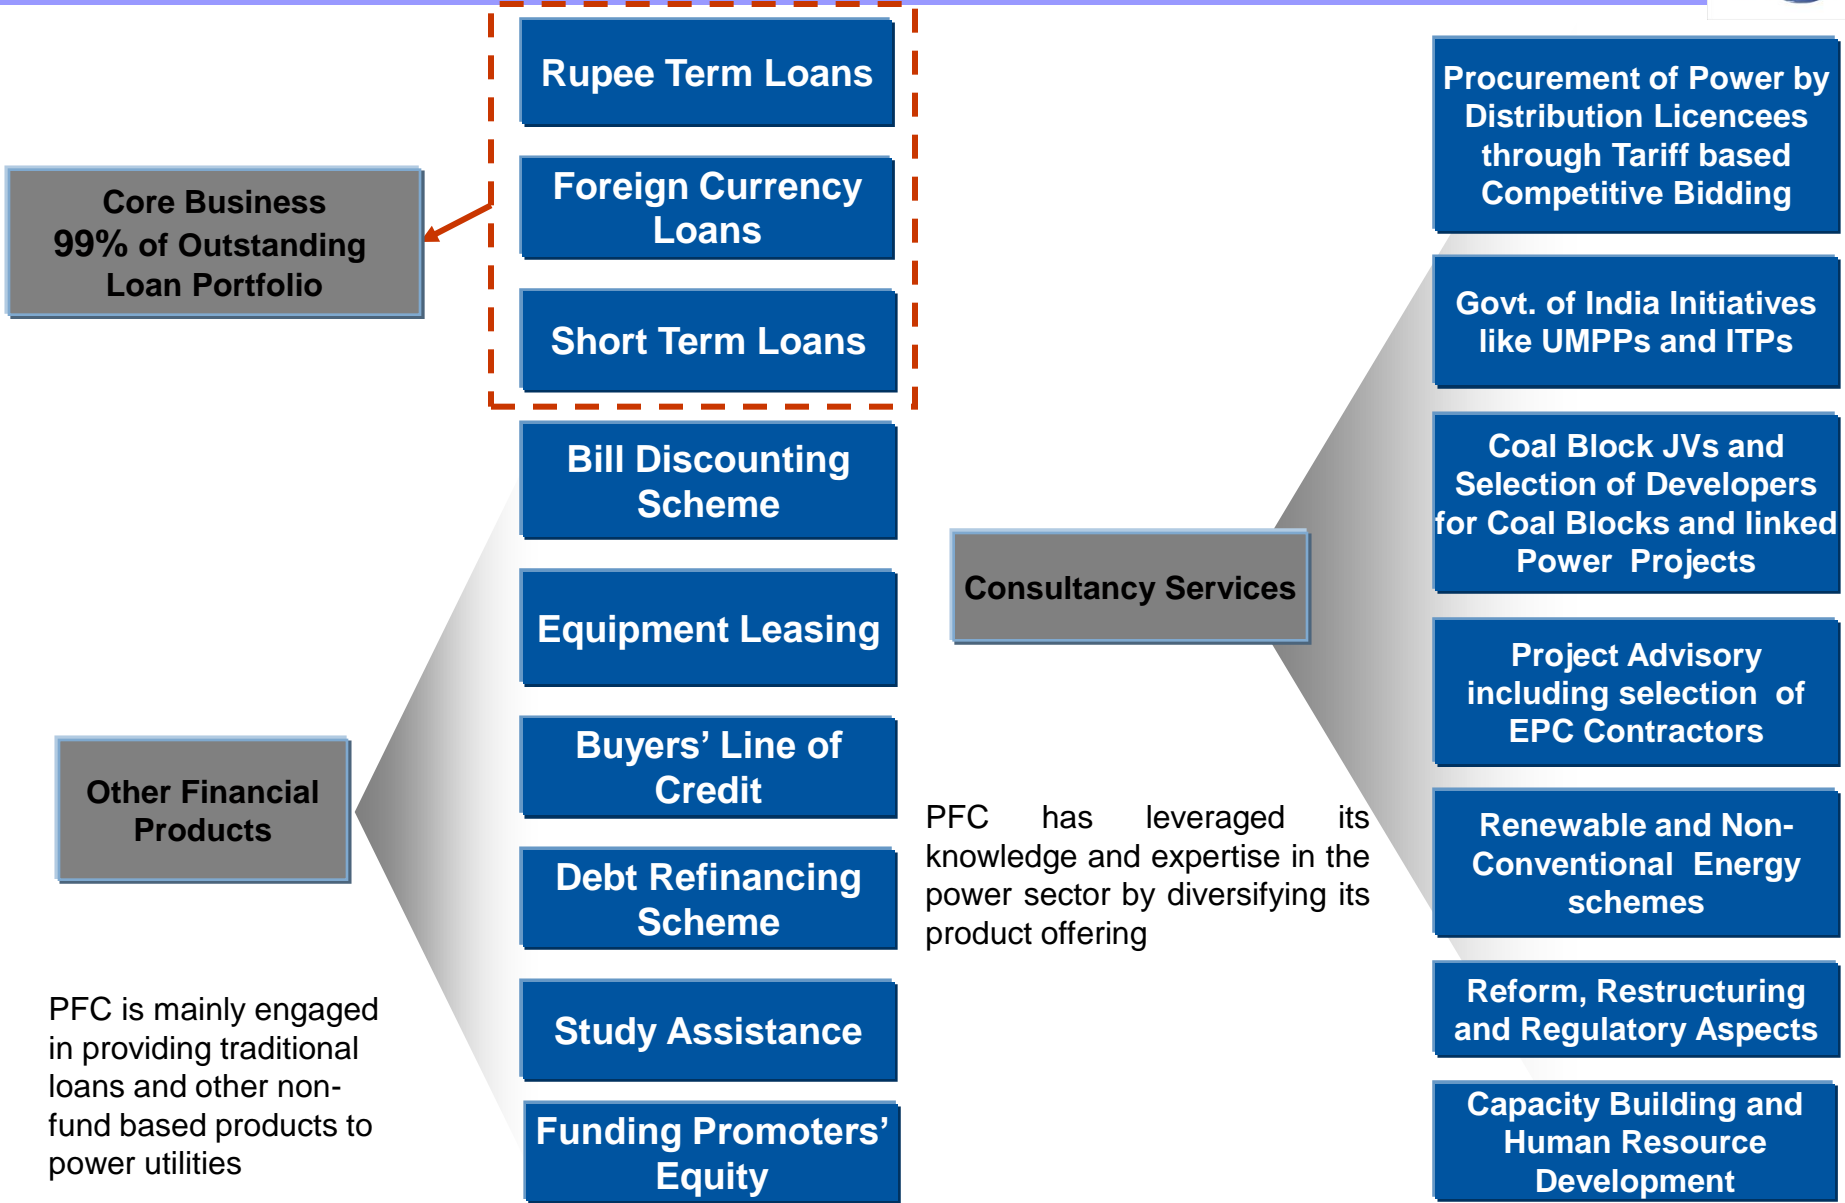 Rupee Term Loans
Foreign Currency
Loans
Short Term Loans
Core Business
99% of Outstanding
Loan Portfolio
Bill Discounting
Scheme
Equipment Leasing
Buyers’ Line of
Credit
Debt Refinancing
Scheme
Study Assistance
Funding Promoters’
Equity
Other Financial
Products
PFC is mainly engaged
in providing traditional
loans and other non-
fund based products to
power utilities
Procurement of Power by
Distribution Licencees
through Tariff based
Competitive Bidding
Govt. of India Initiatives
like UMPPs and ITPs
Coal Block JVs and
Selection of Developers
for Coal Blocks and linked
Power Projects
Consultancy Services
Project Advisory
including selection of
EPC Contractors
Renewable and Non-
Conventional Energy
schemes
Reform, Restructuring
and Regulatory Aspects
Capacity Building and
Human Resource
Development
PFC has leveraged its
knowledge and expertise in the
power sector by diversifying its
product offering